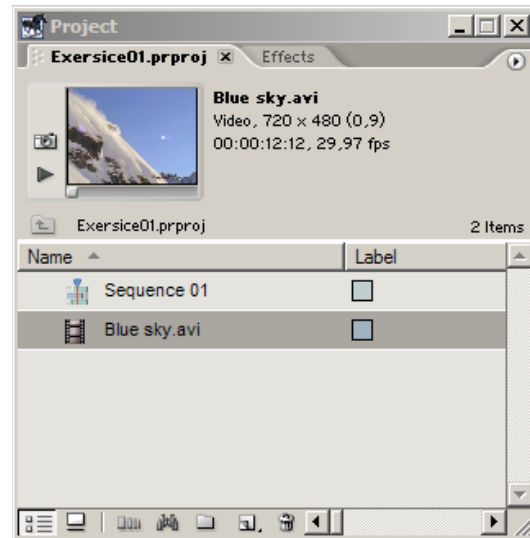 Project
Exersice01.prproj Effects
Blue sky.avi
Video, 720 x 480 (0,9)
00:00:12:12, 29,97 fps
Exersice01.prproj 2 Items
Name Label
Sequence 01
Blue sky.avi